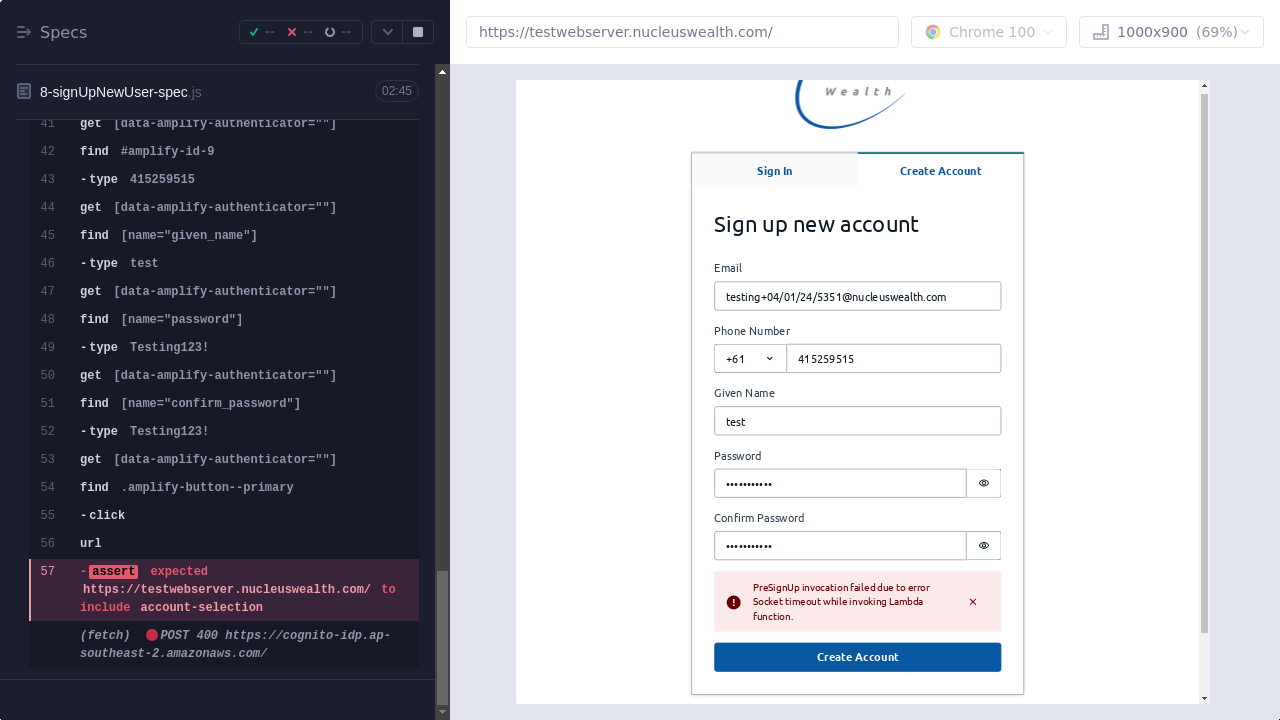 Specs
--
--
--
8-signUpNewUser-spec.js
02:45
41 get [data-amplify-authenticator=""]
42 find #amplify-id-9
43 -type 415259515
44 get [data-amplify-authenticator=""]
45 find [name="given_name"]
46 -type test
47 get [data-amplify-authenticator=""]
48 find [name="password"]
49 -type Testing123!
50 get [data-amplify-authenticator=""]
51 find [name="confirm_password"]
52 -type Testing123!
53 get [data-amplify-authenticator=""]
54 find .amplify-button--primary
55 -click
56 url
57 -assert expected
https://testwebserver.nucleuswealth.com/ to
include account-selection
(fetch) POST 400 https://cognito-idp.ap-
southeast-2.amazonaws.com/
https://testwebserver.nucleuswealth.com/
Chrome 100
1000x900 (69%)
Wealth
Sign In
Create Account
Sign up new account
Email
testing+04/01/24/5351@nucleuswealth.com
Phone Number
+61
415259515
Given Name
test
Password
•••••••••••
Confirm Password
•••••••••••
PreSignUp invocation failed due to error
Socket timeout while invoking Lambda
function.
Create Account